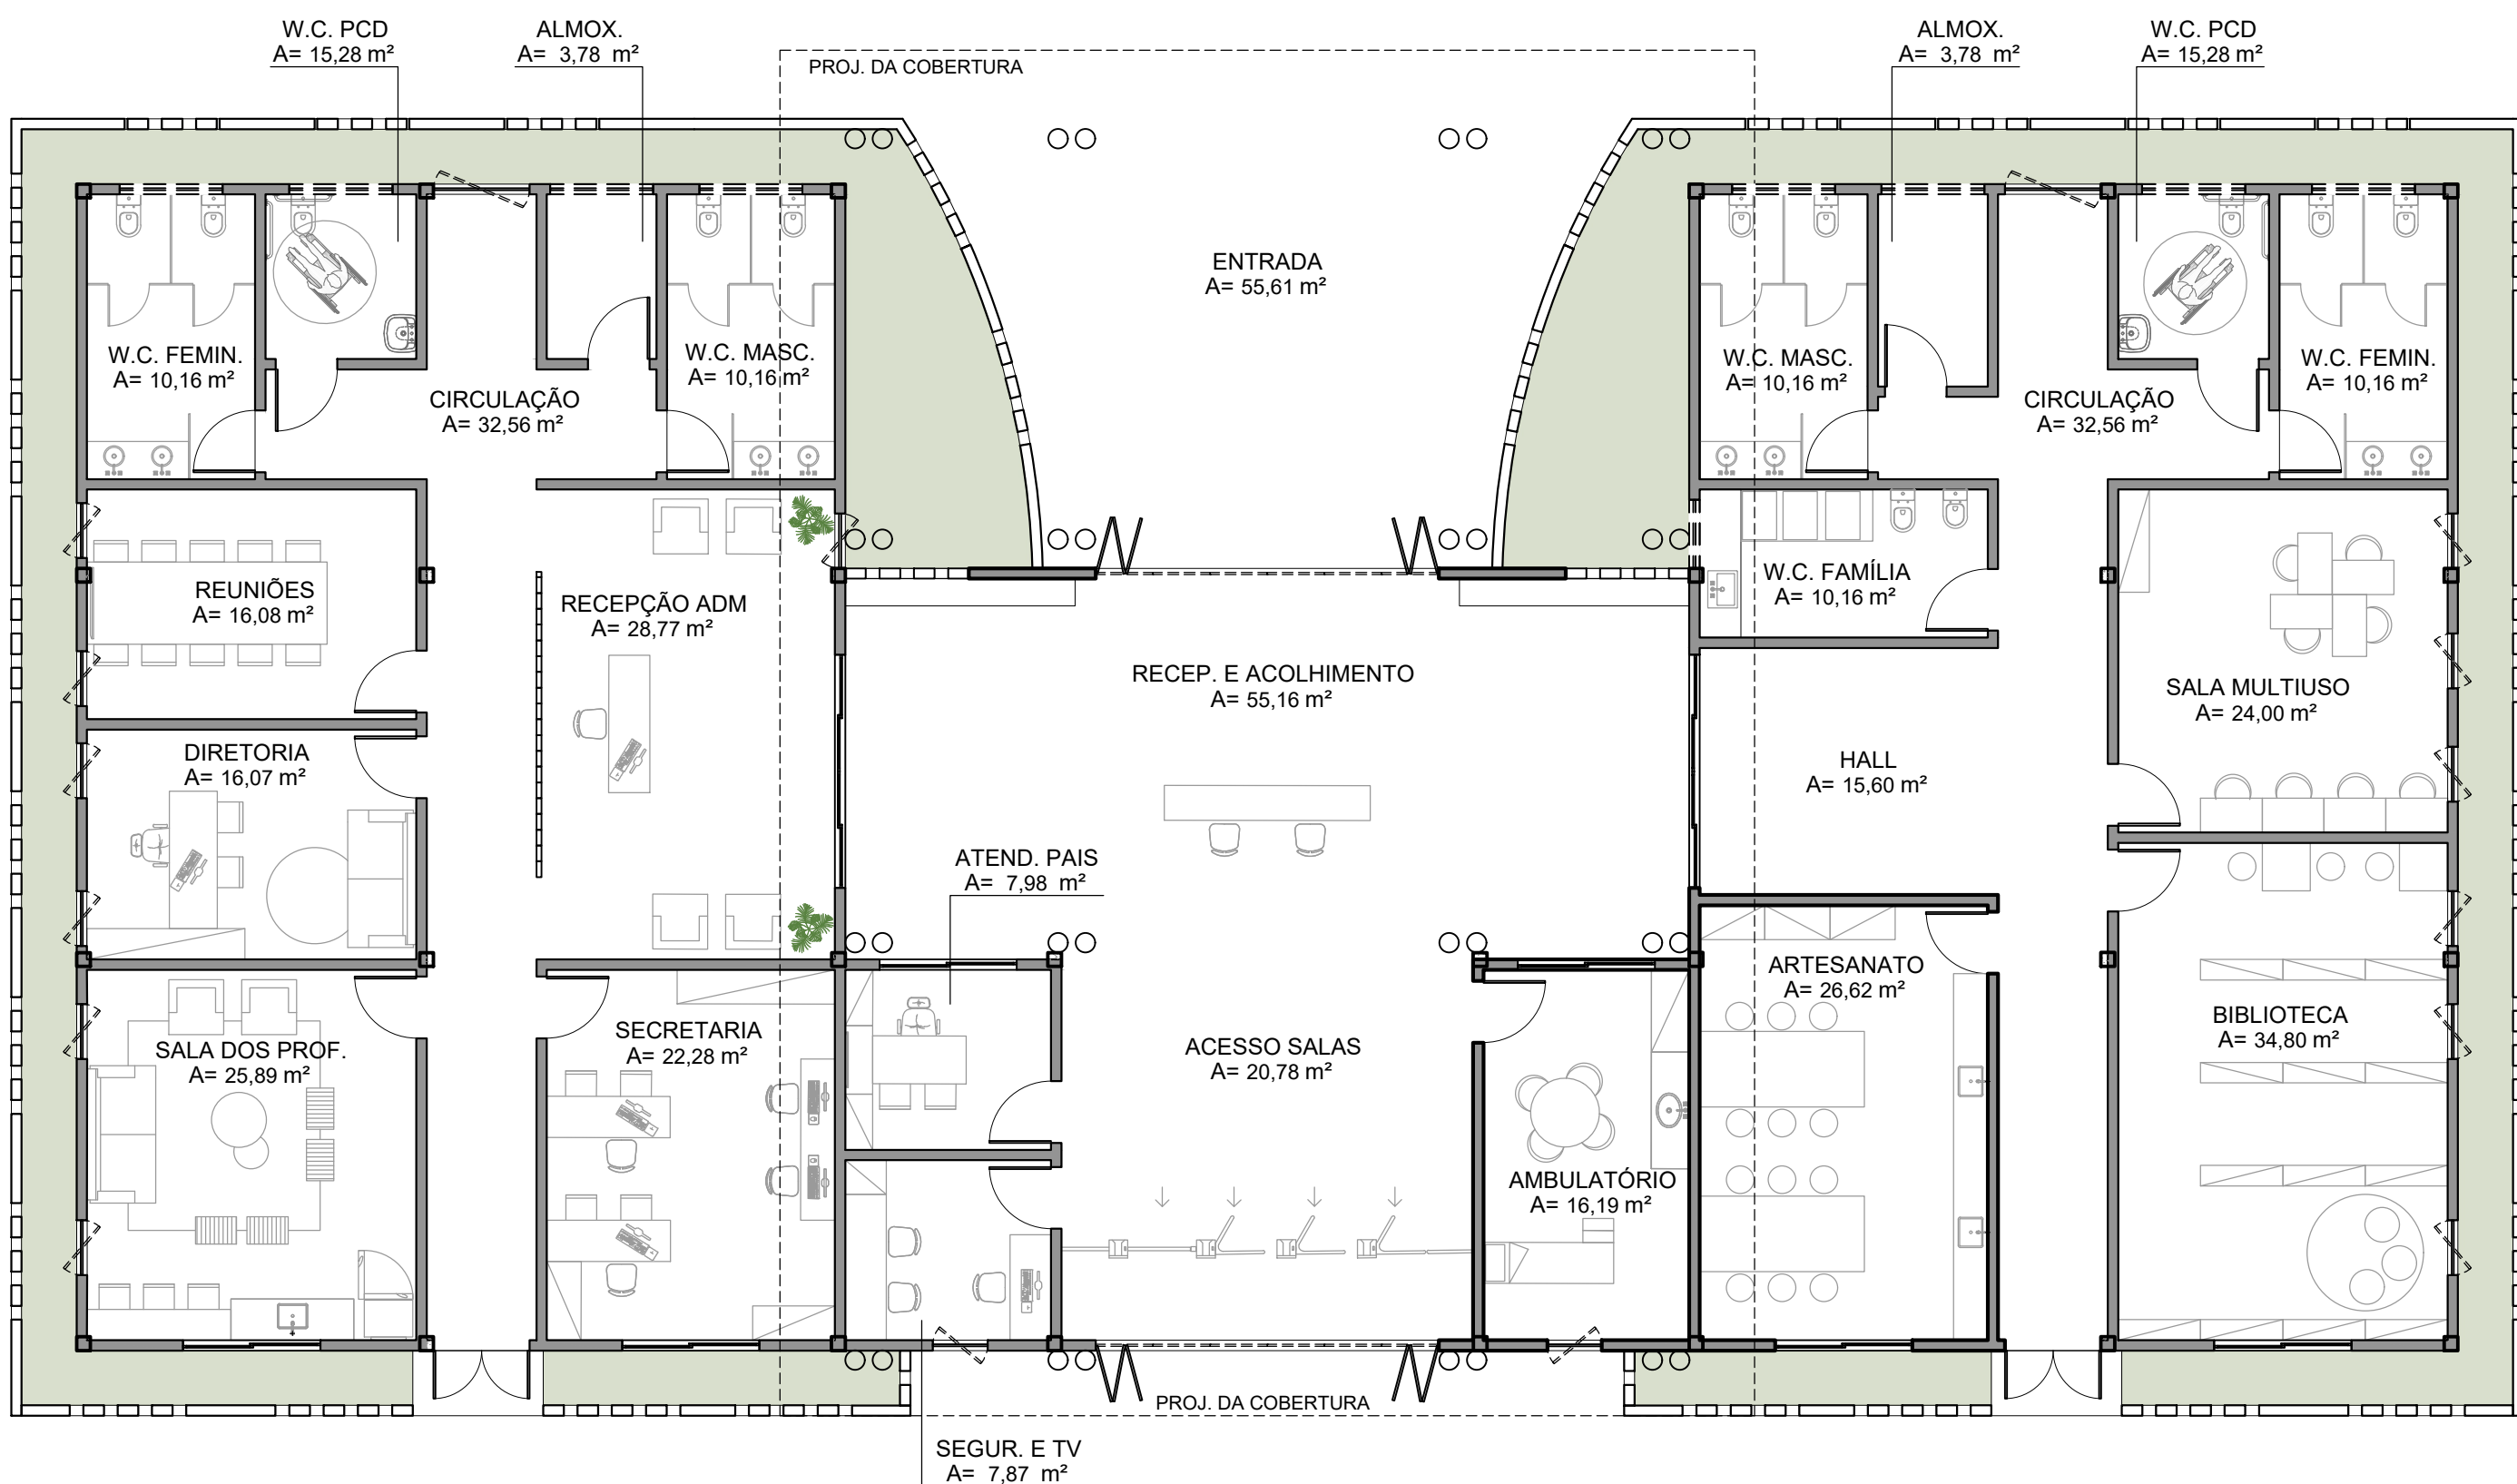 W.C. PCD
A= 15,28 m²
ALMOX.
A= 3,78 m²
PROJ. DA COBERTURA
ALMOX.
A= 3,78 m²
W.C. PCD
A= 15,28 m²
ENTRADA
A= 55,61 m²
W.C. FEMIN.
A= 10,16 m²
W.C. MASC.
A= 10,16 m²
CIRCULAÇÃO
A= 32,56 m²
W.C. MASC.
A= 10,16 m²
W.C. FEMIN.
A= 10,16 m²
CIRCULAÇÃO
A= 32,56 m²
REUNIÕES
A= 16,08 m²
RECEPÇÃO ADM
A= 28,77 m²
W.C. FAMÍLIA
A= 10,16 m²
RECEP. E ACOLHIMENTO
A= 55,16 m²
SALA MULTIUSO
A= 24,00 m²
DIRETORIA
A= 16,07 m²
HALL
A= 15,60 m²
ATEND. PAIS
A= 7,98 m²
ARTESANATO
A= 26,62 m²
SALA DOS PROF.
A= 25,89 m²
SECRETARIA
A= 22,28 m²
ACESSO SALAS
A= 20,78 m²
BIBLIOTECA
A= 34,80 m²
AMBULATÓRIO
A= 16,19 m²
PROJ. DA COBERTURA
SEGUR. E TV
A= 7,87 m²